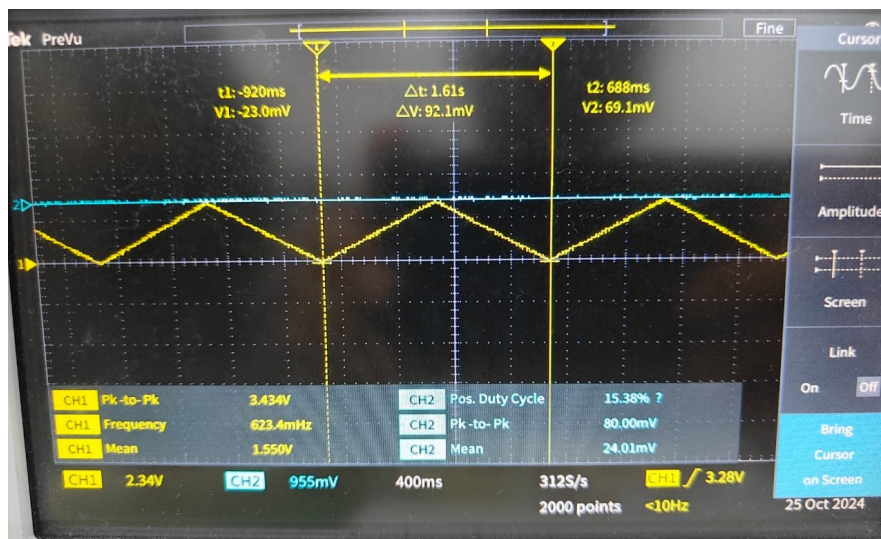 Tek PreVu
Fine
Cursor
1
2
t1: -920ms
V1: -23.0mV
△t: 1.61s
△V: 92.1mV
t2: 688ms
V2: 69.1mV
Time
2
Amplitude
1
Screen
Link
On Off
CH1 Pk-to-Pk 3.434V
CH2 Pos. Duty Cycle 15.38% ?
CH1 Frequency 623.4mHz
CH2 Pk-to-Pk 80.00mV
CH1 Mean 1.550V
CH2 Mean 24.01mV
Bring
Cursor
on Screen
CH1 2.34V CH2 955mV 400ms 312S/s CH1 3.28V
2000 points <10Hz
25 Oct 2024